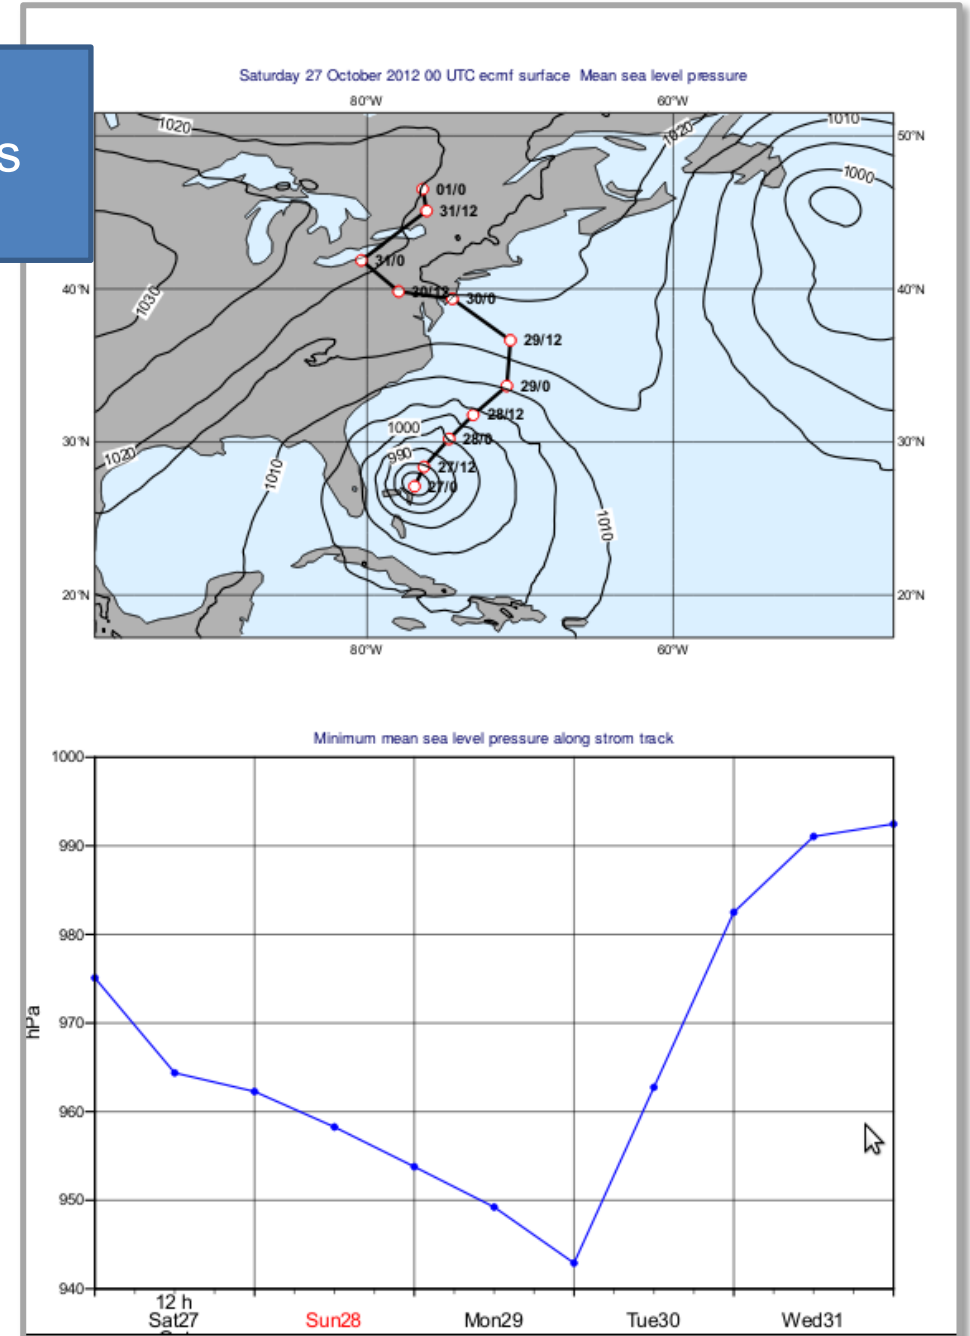 s
Saturday 27 October 2012 00 UTC ecmf surface Mean sea level pressure
80°W 60°W
1020 1020 1010 50°N
1000
01/0
31/12
31/0
1030
40°N 30/12 30/0 40°N
29/12
29/0
28/12
1000
28/0
30°N 30°N
990
1020
27/12
1010
27/0
1010
20°N 20°N
80°W 60°W
Minimum mean sea level pressure along strom track
1000
990
980
970
hPa
960
950
940
12 h
Sat27 Sun28 Mon29 Tue30 Wed31